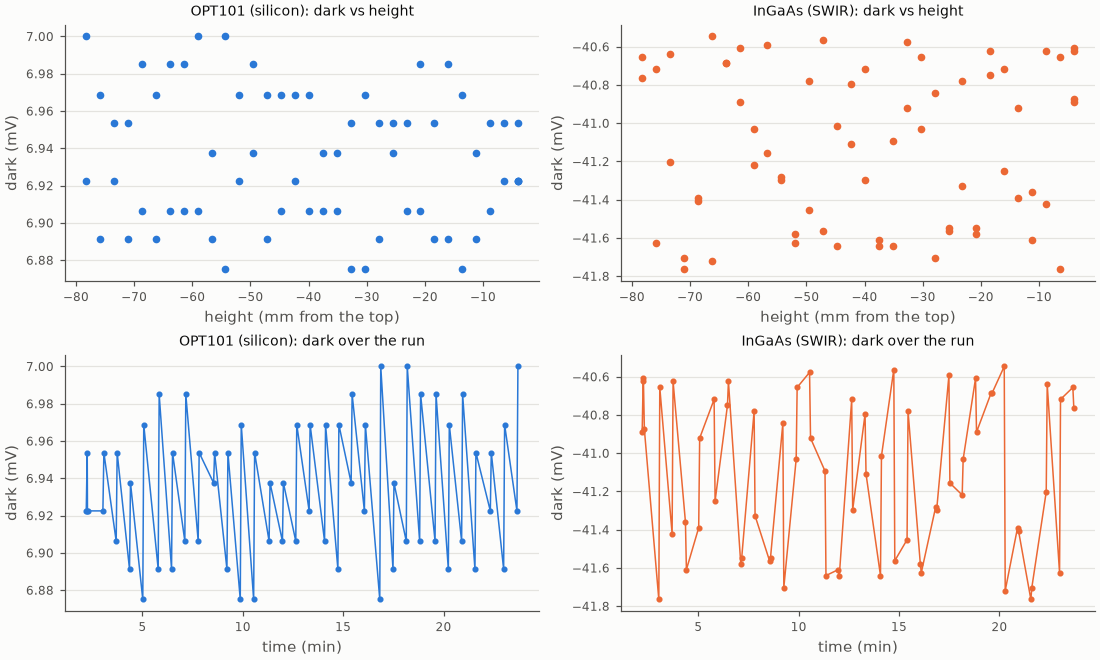 OPT101 (silicon): dark vs height
dark (mV)
7.00
6.98
6.96
6.94
6.92
6.90
6.88
−80 −70 −60 −50 −40 −30 −20 −10
height (mm from the top)
InGaAs (SWIR): dark vs height
dark (mV)
−40.6
−40.8
−41.0
−41.2
−41.4
−41.6
−41.8
−80 −70 −60 −50 −40 −30 −20 −10
height (mm from the top)
OPT101 (silicon): dark over the run
dark (mV)
7.00
6.98
6.96
6.94
6.92
6.90
6.88
5 10 15 20
time (min)
InGaAs (SWIR): dark over the run
dark (mV)
−40.6
−40.8
−41.0
−41.2
−41.4
−41.6
−41.8
5 10 15 20
time (min)